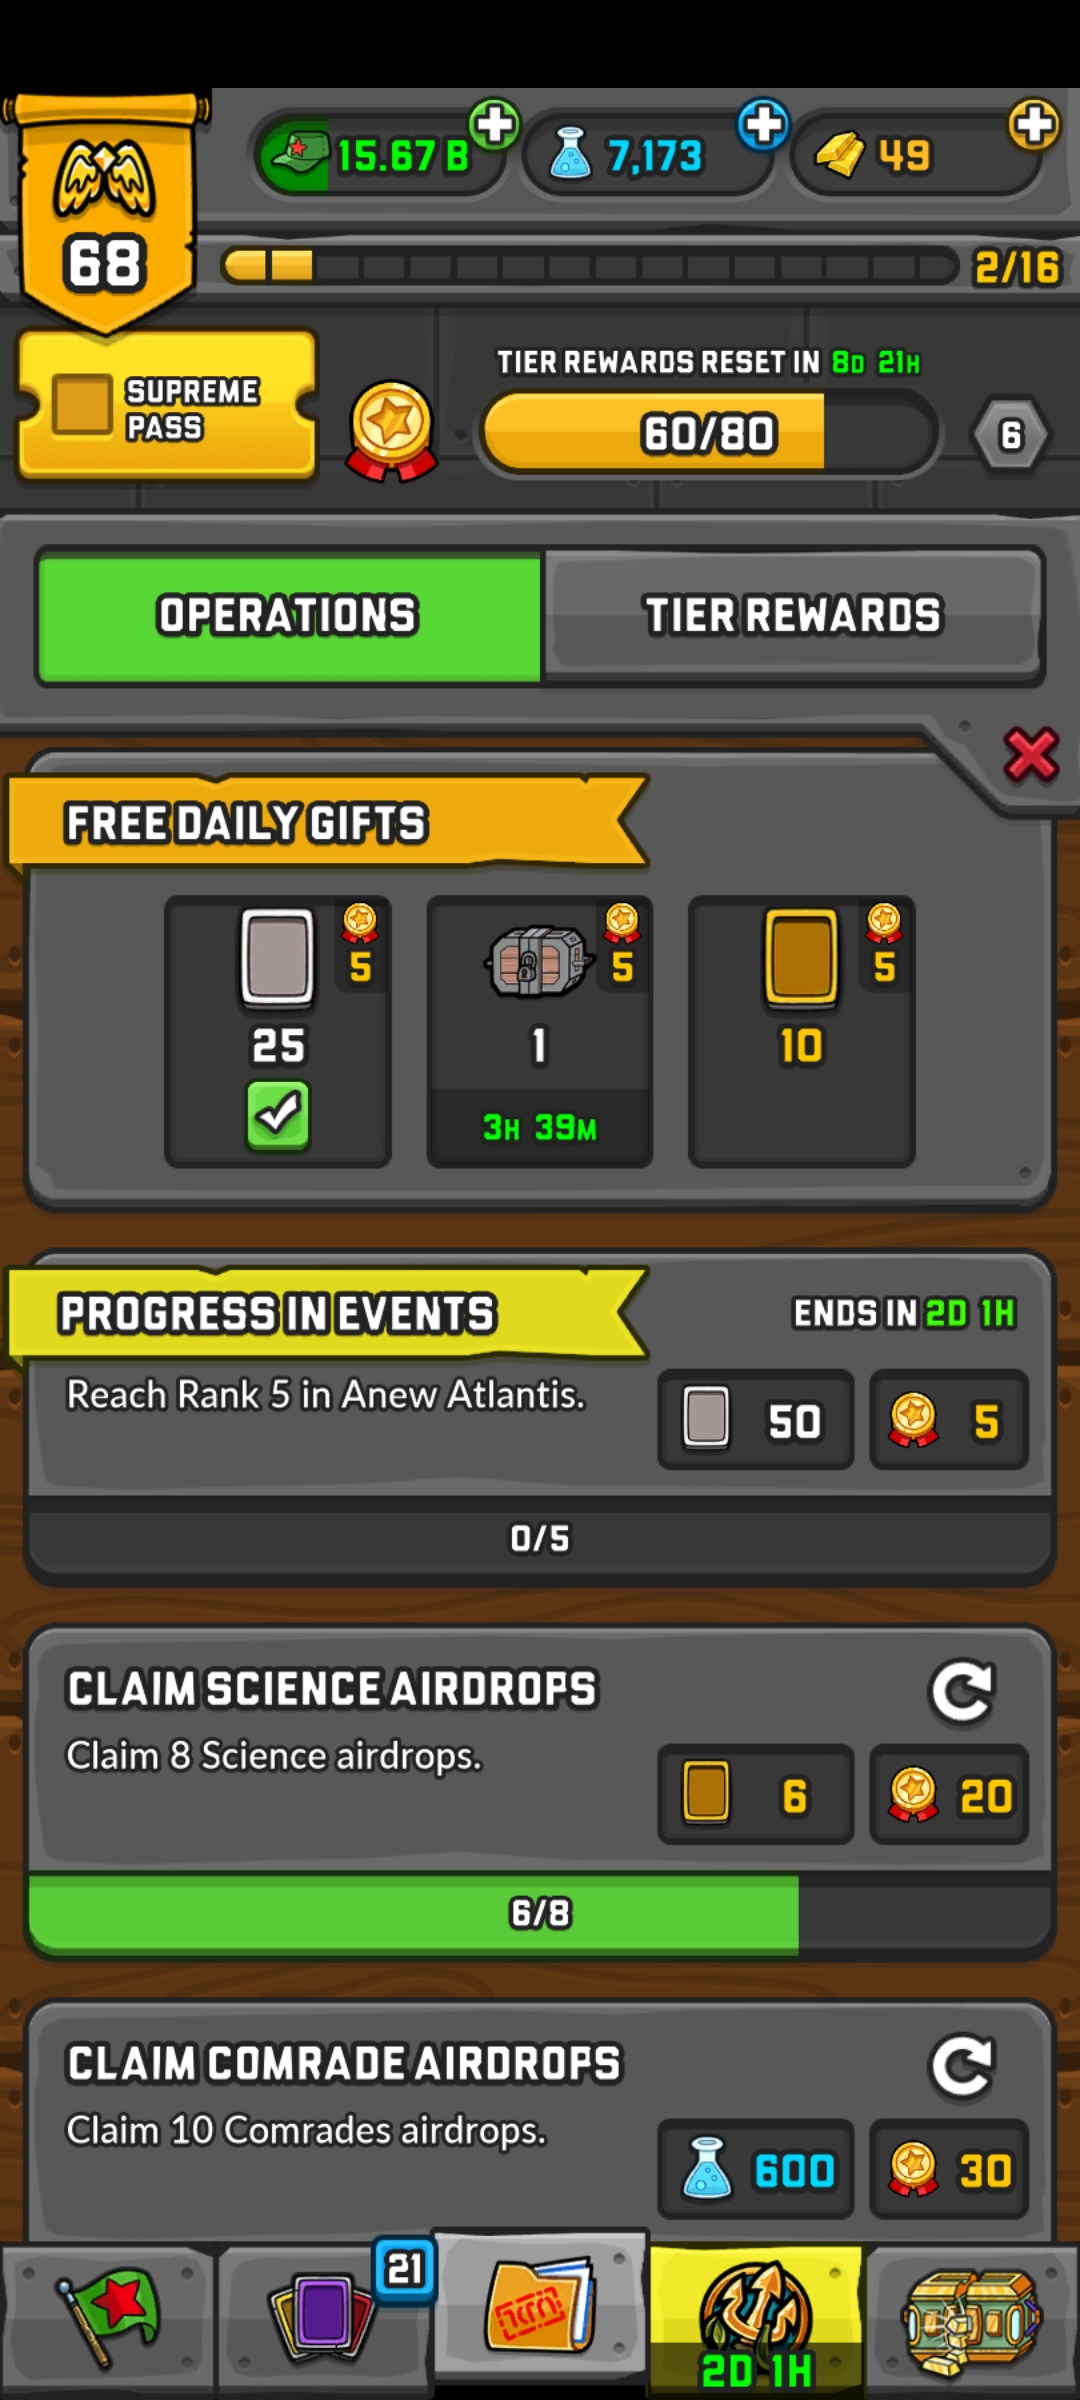 15.67 B
7,173
49
68
2/16
SUPREME
PASS
TIER REWARDS RESET IN 8D 21H
60/80
6
OPERATIONS
TIER REWARDS
FREE DAILY GIFTS
5
5
5
25
1
10
3H 39M
PROGRESS IN EVENTS
ENDS IN 2D 1H
Reach Rank 5 in Anew Atlantis.
50
5
0/5
CLAIM SCIENCE AIRDROPS
Claim 8 Science airdrops.
6
20
6/8
CLAIM COMRADE AIRDROPS
Claim 10 Comrades airdrops.
600
30
21
2D 1H